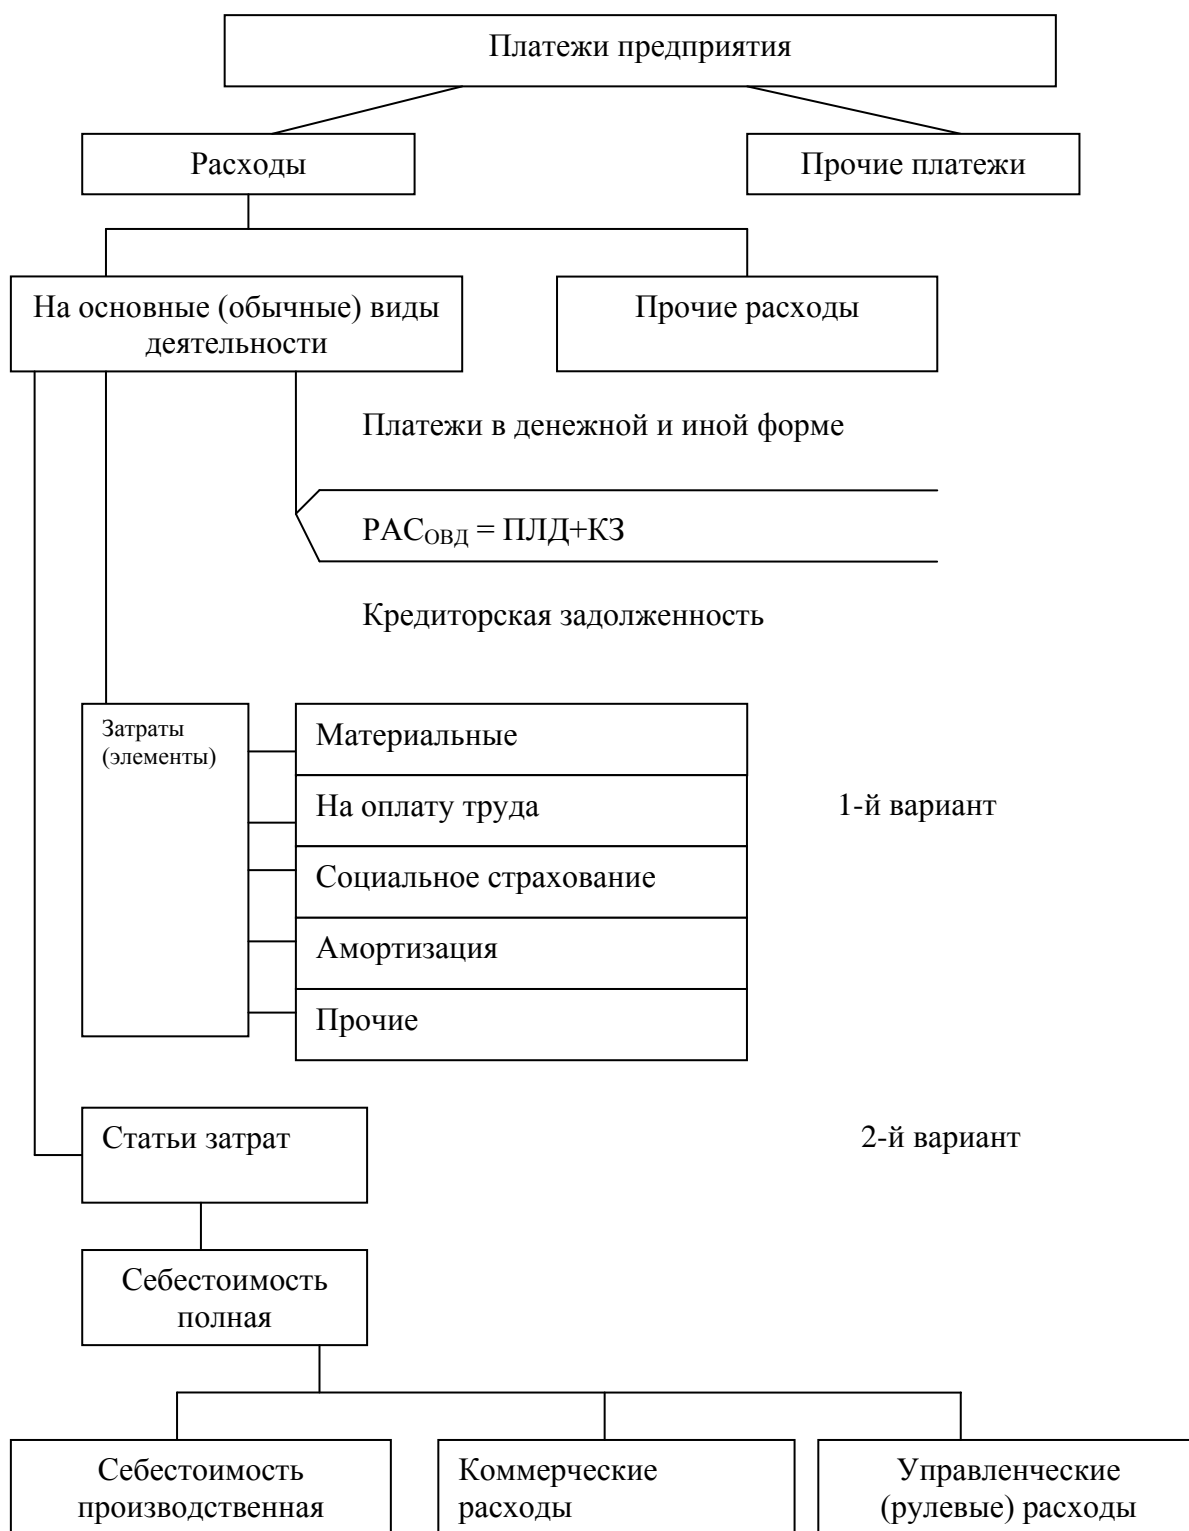 Платежи предприятия
Расходы
Прочие платежи
На основные (обычные) виды
деятельности
Прочие расходы
Платежи в денежной и иной форме
РАСОВД = ПЛД+КЗ
Кредиторская задолженность
Затраты
(элементы)
Материальные
На оплату труда
1-й вариант
Социальное страхование
Амортизация
Прочие
Статьи затрат
2-й вариант
Себестоимость
полная
Себестоимость
производственная
Коммерческие
расходы
Управленческие
(рулевые) расходы